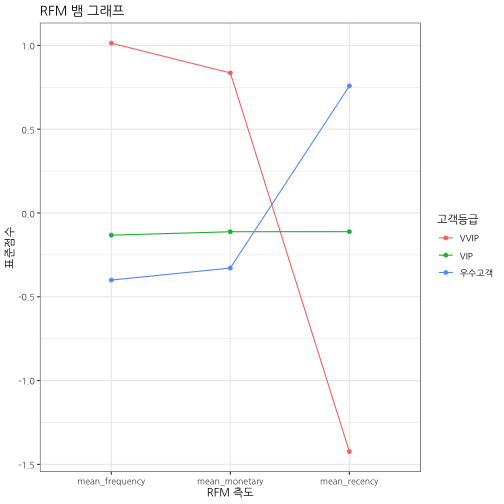 RFM 뱀 그래프
표준점수
1.0
0.5
0.0
-0.5
-1.0
-1.5
mean_frequency
mean_monetary
mean_recency
RFM 측도
고객등급
VVIP
VIP
우수고객